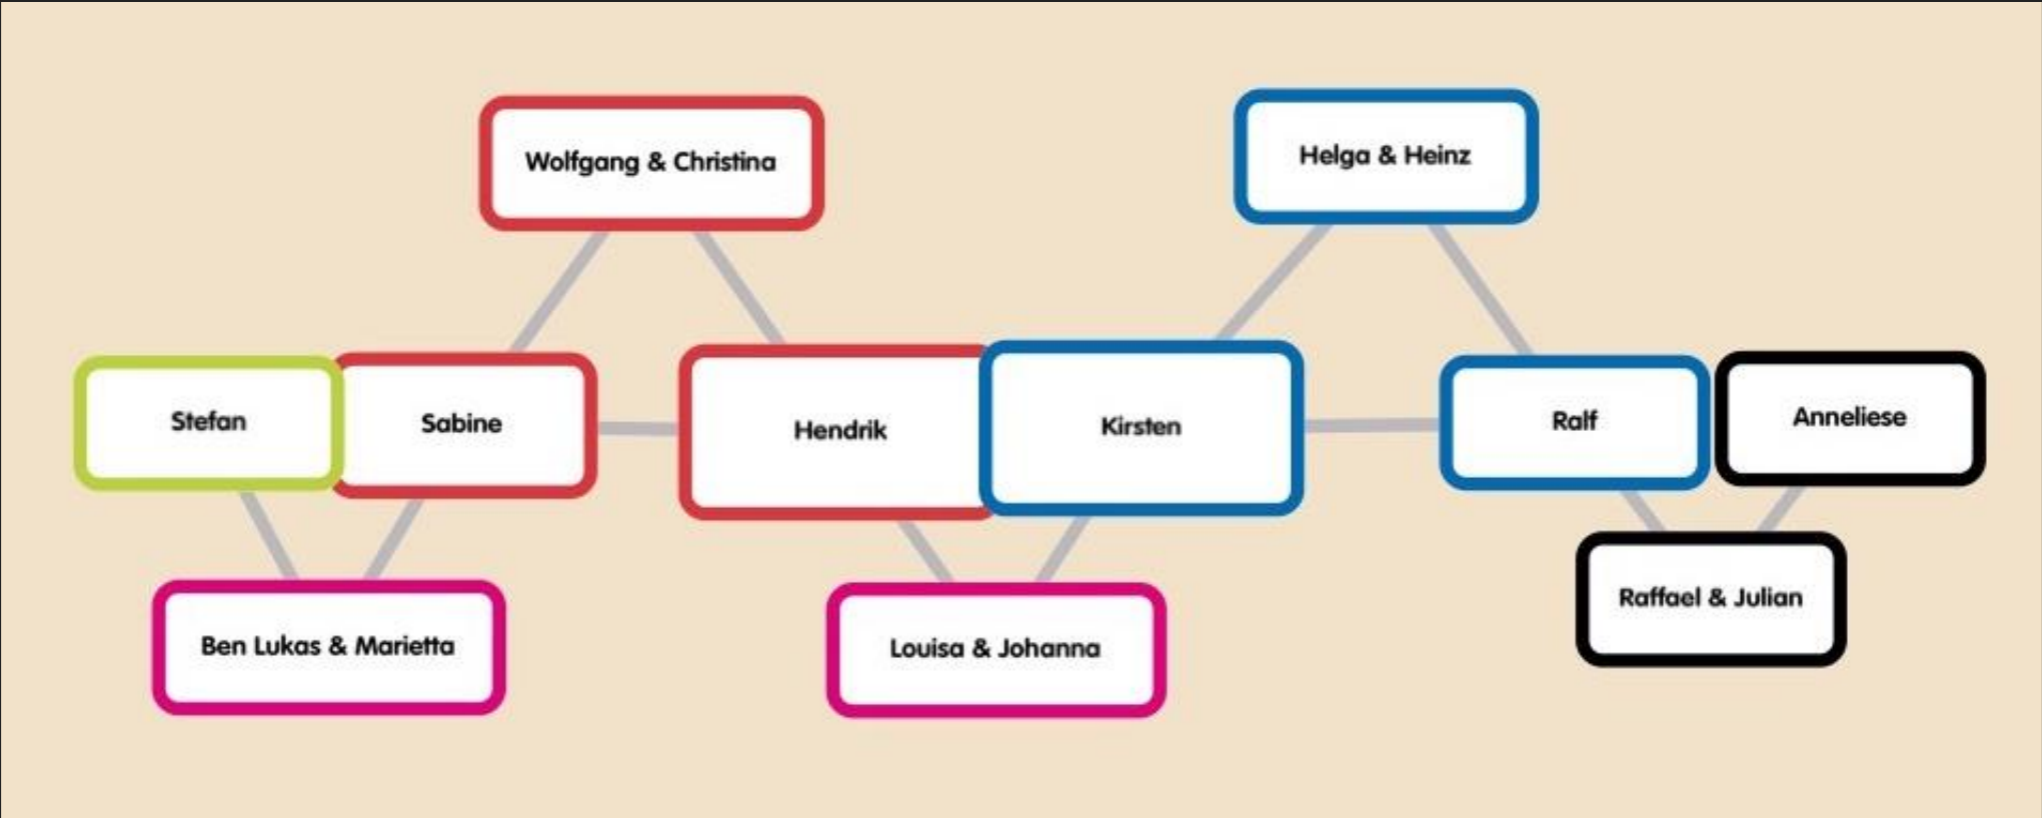 Wolfgang & Christina
Helga & Heinz
Stefan
Sabine
Hendrik
Kirsten
Ralf
Anneliese
Ben Lukas & Marietta
Louisa & Johanna
Raffael & Julian